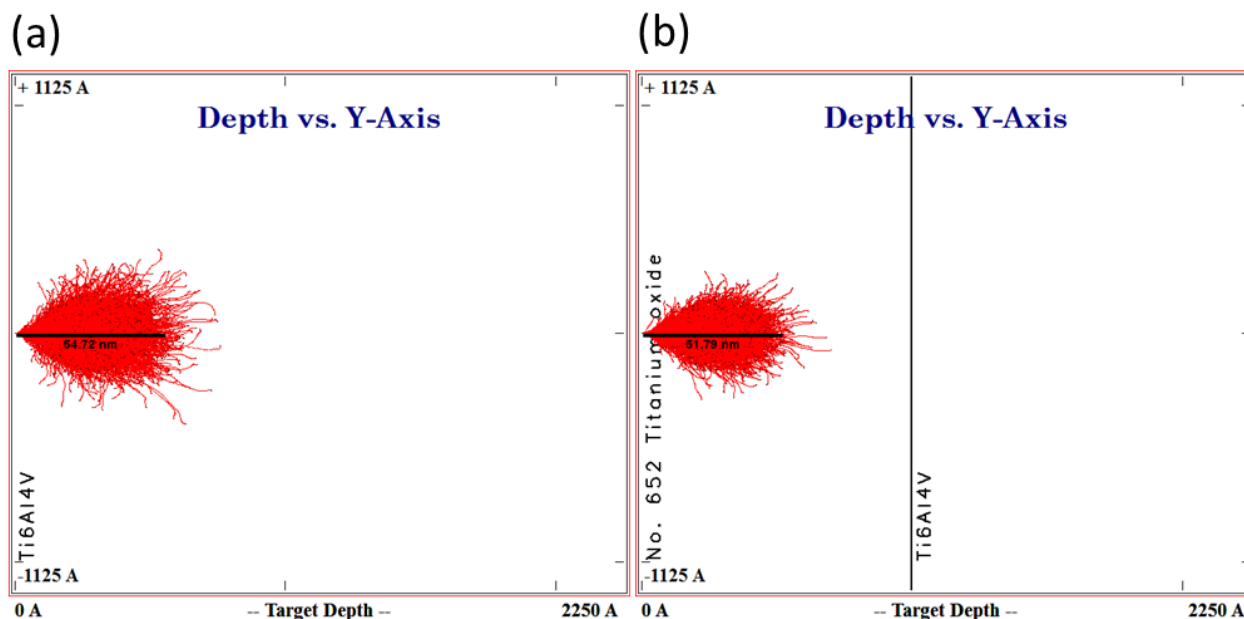 (a)
+ 1125 A
Depth vs. Y-Axis
54.72 nm
Ti6Al4V
-1125 A
0 A
-- Target Depth --
2250 A
(b)
+ 1125 A
Depth vs. Y-Axis
51.79 nm
No. 652 Titanium oxide
Ti6Al4V
-1125 A
0 A
-- Target Depth --
2250 A